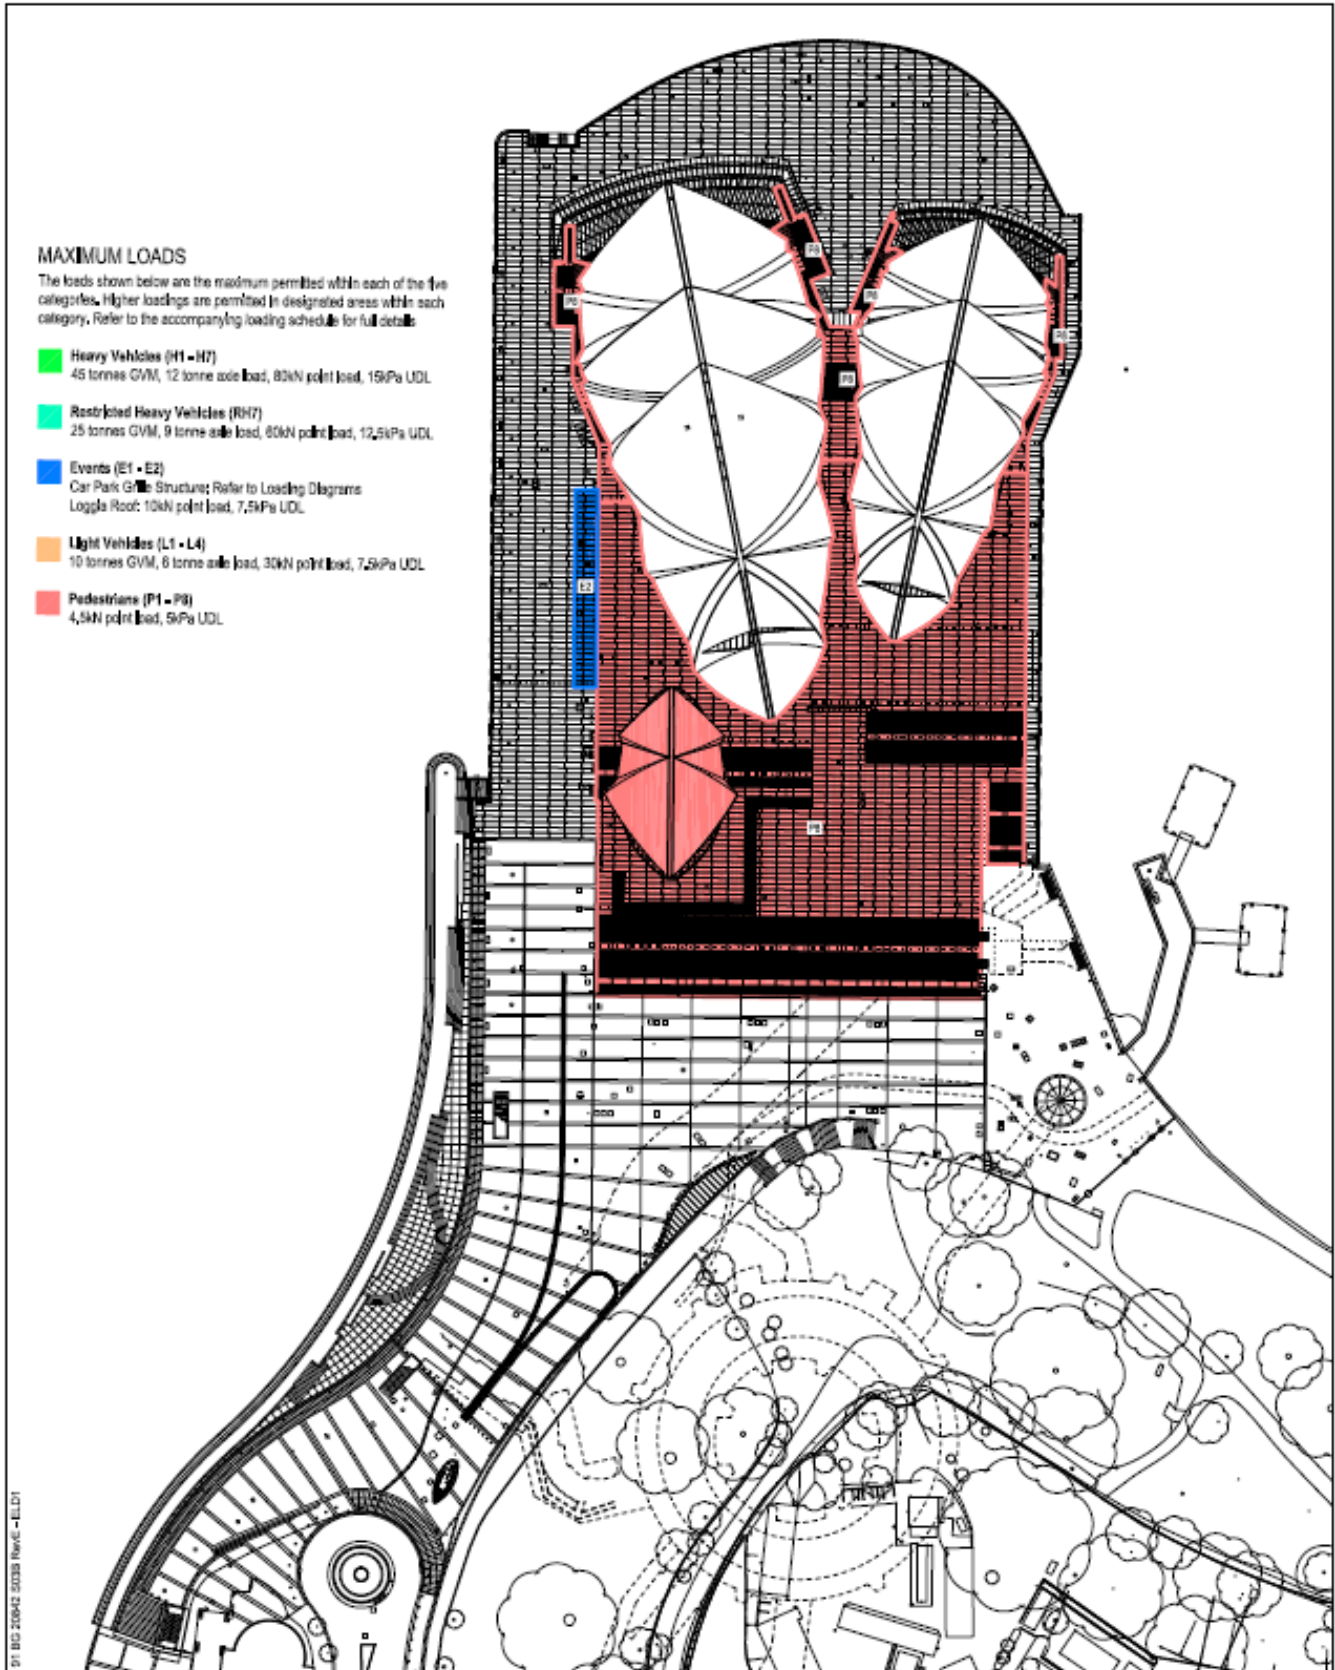 MAXIMUM LOADS
The loads shown below are the maximum permitted within each of the five
categories. Higher loadings are permitted in designated areas within each
category. Refer to the accompanying loading schedule for full details
Heavy Vehicles (H1 - H7)
45 tonnes GVM, 12 tonne axle load, 80kN point load, 15kPa UDL
Restricted Heavy Vehicles (RH7)
25 tonnes GVM, 9 tonne axle load, 60kN point load, 12.5kPa UDL
Events (E1 - E2)
Car Park Grille Structure: Refer to Loading Diagrams
Loggia Roof: 10kN point load, 7.5kPa UDL
Light Vehicles (L1 - L4)
10 tonnes GVM, 6 tonne axle load, 30kN point load, 7.5kPa UDL
Pedestrians (P1 - P8)
4.5kN point load, 5kPa UDL
E2